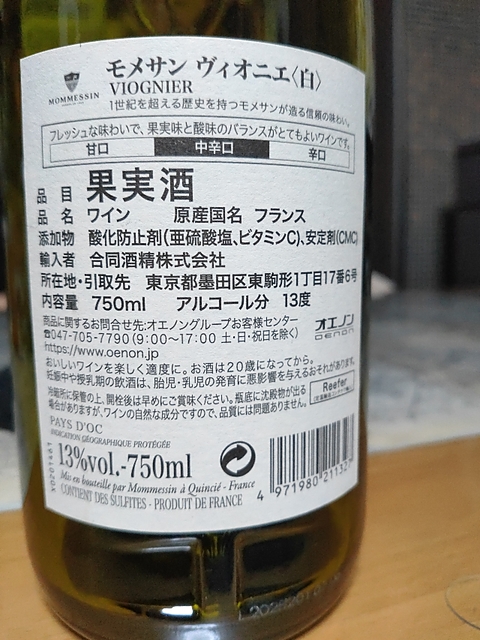 モメサン ヴィオニエ〈白〉
MOMMESSIN
VIOGNIER
1世紀を超える歴史を持つモメサンが造る信頼の味わい。
フレッシュな味わいで、果実味と酸味のバランスがとてもよいワインです。
甘口 中辛口 辛口
品 目 果実酒
品 名 ワイン 原産国名 フランス
添加物 酸化防止剤(亜硫酸塩、ビタミンC)、安定剤(CMC)
輸入者 合同酒精株式会社
所在地・引取先 東京都墨田区東駒形1丁目17番6号
内容量 750ml アルコール分 13度
商品に関するお問合せ先:オエノングループお客様センター
☎047-705-7790(9:00〜17:00 土・日・祝日を除く)
https://www.oenon.jp
オエノン
OENON
おいしいワインを楽しく適度に。お酒は20歳になってから。
妊娠中や授乳期の飲酒は、胎児・乳児の発育に悪影響を与えるおそれがあります。
冷暗所に保管の上、開栓後は早めにご賞味ください。瓶底に沈殿物が出る
場合がありますが、ワインの自然な成分ですので、品質には問題ありません。
Reefer
PAYS D'OC
INDICATION GÉOGRAPHIQUE PROTÉGÉE
13%vol.-750ml
Mis en bouteille par Mommessin à Quincié - France
CONTIENT DES SULFITES - PRODUIT DE FRANCE
4 971980 211327